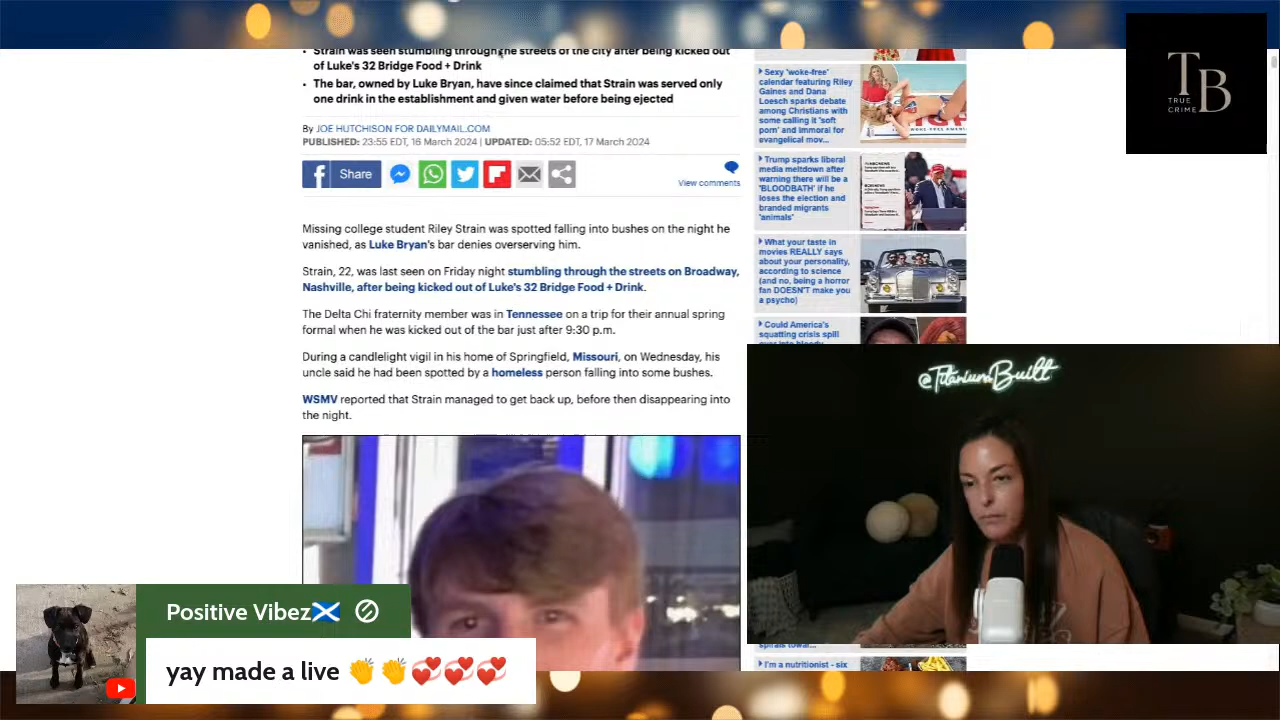 Strain was seen stumbling through the streets of the city after being kicked out
of Luke's 32 Bridge Food + Drink
The bar, owned by Luke Bryan, have since claimed that Strain was served only
one drink in the establishment and given water before being ejected
By JOE HUTCHISON FOR DAILYMAIL.COM
PUBLISHED: 23:55 EDT, 16 March 2024 | UPDATED: 05:52 EDT, 17 March 2024
Share
View comments
Missing college student Riley Strain was spotted falling into bushes on the night he
vanished, as Luke Bryan's bar denies overserving him.
Strain, 22, was last seen on Friday night stumbling through the streets on Broadway,
Nashville, after being kicked out of Luke's 32 Bridge Food + Drink.
The Delta Chi fraternity member was in Tennessee on a trip for their annual spring
formal when he was kicked out of the bar just after 9:30 p.m.
During a candlelight vigil in his home of Springfield, Missouri, on Wednesday, his
uncle said he had been spotted by a homeless person falling into some bushes.
WSMV reported that Strain managed to get back up, before then disappearing into
the night.
Sexy 'woke-free'
calendar featuring Riley
Gaines and Dana
Loesch sparks debate
among Christians with
some calling it 'soft
porn' and immoral for
evangelical mov...
Trump sparks liberal
media meltdown after
warning there will be a
'BLOODBATH' if he
loses the election and
branded migrants
'animals'
What your taste in
movies REALLY says
about your personality,
according to science
(and no, being a horror
fan DOESN'T make you
a psycho)
Could America's
squatting crisis spill
spirals towar...
I'm a nutritionist - six
TB
TRUE
CRIME
@TitaniumBuilt
Positive Vibez🏴󠁧󠁢󠁳󠁣󠁴󠁿
yay made a live 👏👏💞💞💞